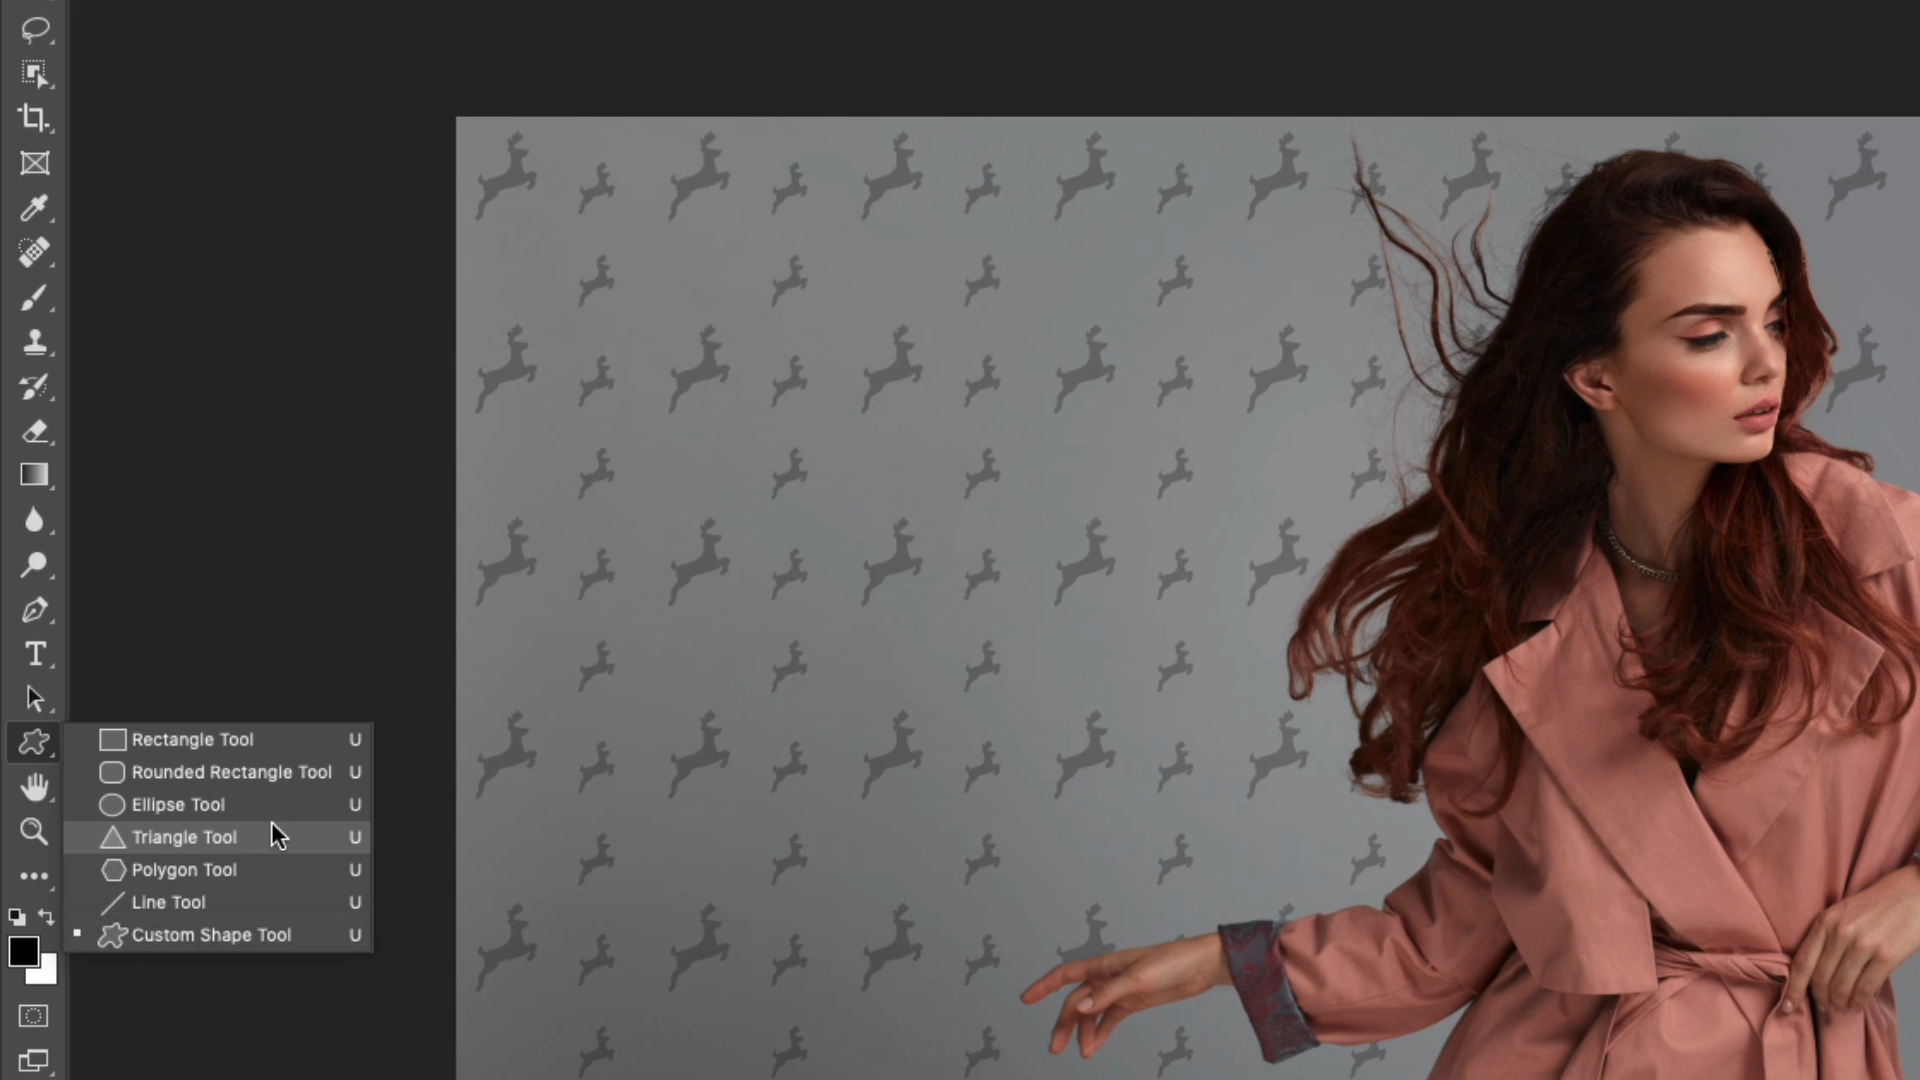 Rectangle Tool U
Rounded Rectangle Tool U
Ellipse Tool U
Triangle Tool U
Polygon Tool U
Line Tool U
Custom Shape Tool U